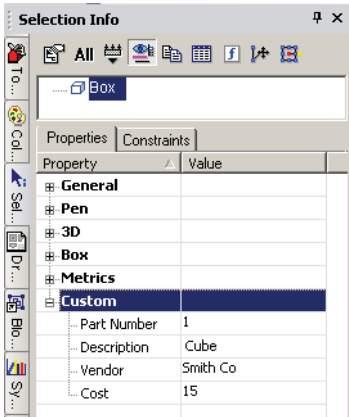 Selection Info
To...
All
Box
Col...
Properties
Constraints
Property
Value
General
Sel...
Pen
3D
Dr...
Box
Metrics
Custom
Blo...
Part Number
1
Description
Cube
Vendor
Smith Co
Sy...
Cost
15